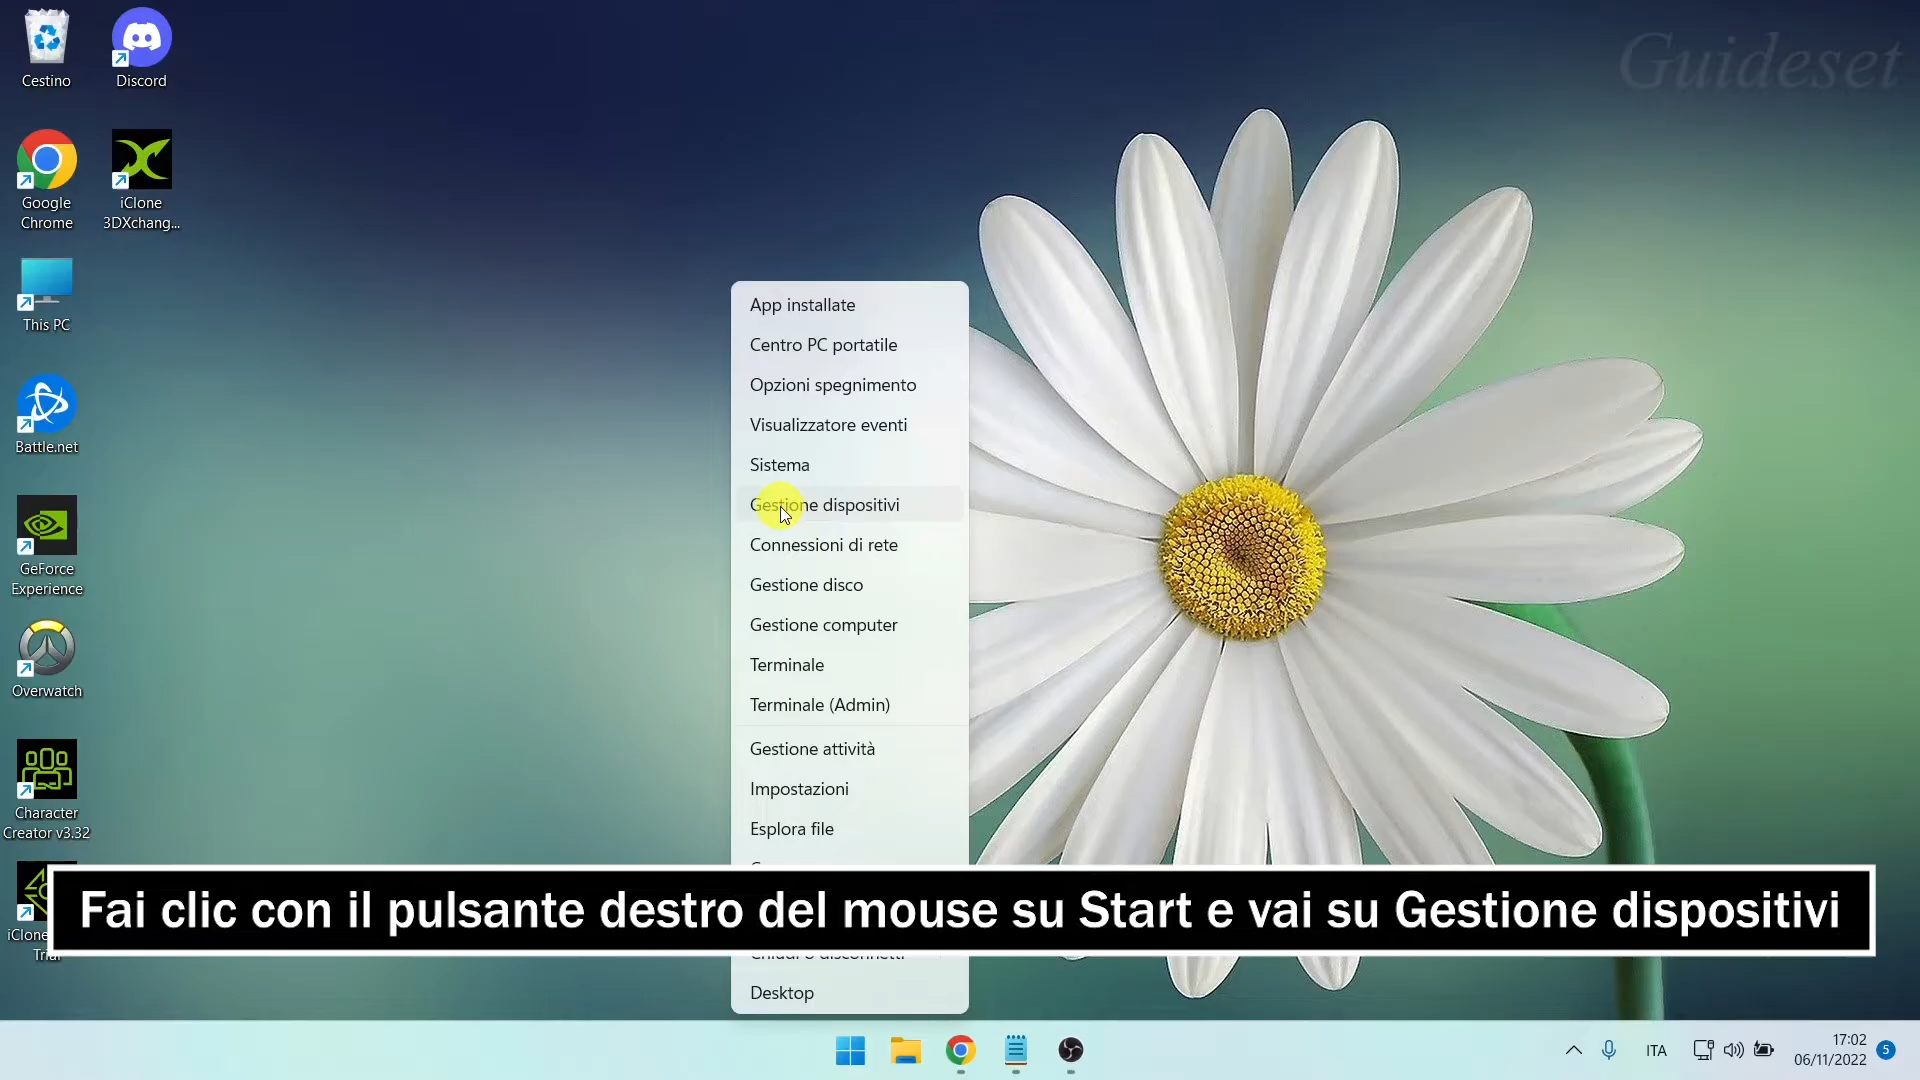 Guideset
Cestino
Discord
Google
Chrome
iClone
3DXchang...
This PC
Battle.net
GeForce
Experience
Overwatch
Character
Creator v3.32
iClone
App installate
Centro PC portatile
Opzioni spegnimento
Visualizzatore eventi
Sistema
Gestione dispositivi
Connessioni di rete
Gestione disco
Gestione computer
Terminale
Terminale (Admin)
Gestione attività
Impostazioni
Esplora file
Fai clic con il pulsante destro del mouse su Start e vai su Gestione dispositivi
Desktop
ITA
17:02
06/11/2022
5